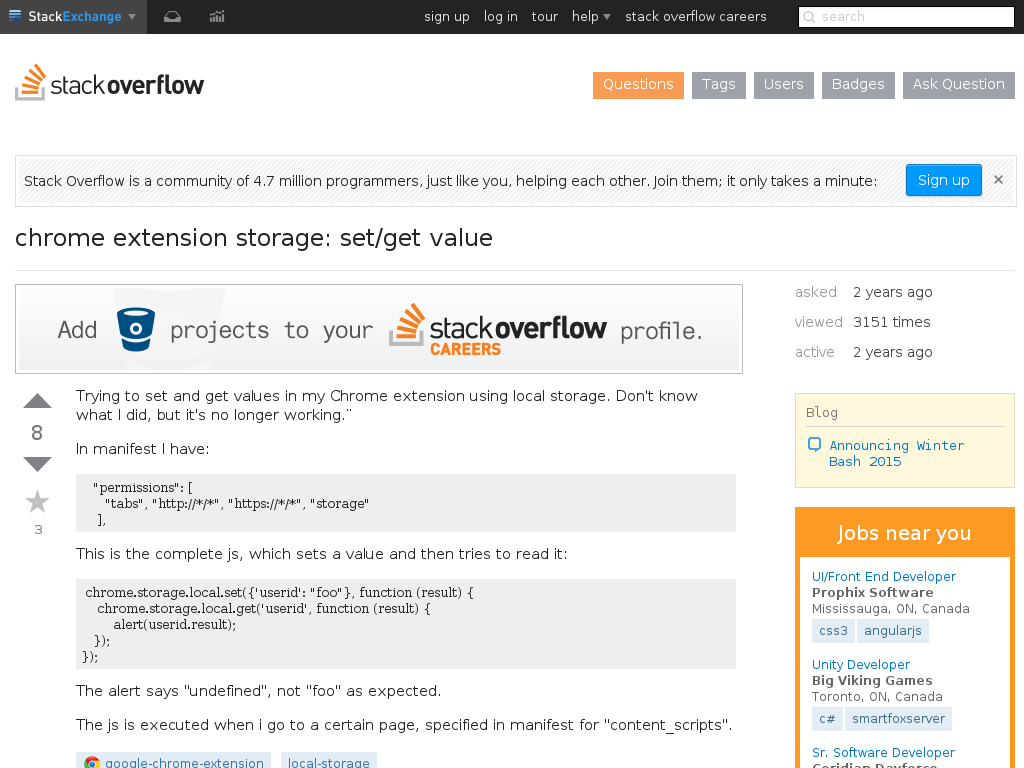 StackExchange
sign up log in tour help stack overflow careers search
stackoverflow
Questions Tags Users Badges Ask Question
Stack Overflow is a community of 4.7 million programmers, just like you, helping each other. Join them; it only takes a minute: Sign up ×
chrome extension storage: set/get value
Add projects to your stackoverflow CAREERS profile.
asked 2 years ago
viewed 3151 times
active 2 years ago
8
3
Trying to set and get values in my Chrome extension using local storage. Don't know
what I did, but it's no longer working.¨
In manifest I have:
"permissions": [
"tabs", "http://*/*", "https://*/*", "storage"
],
This is the complete js, which sets a value and then tries to read it:
chrome.storage.local.set({'userid': "foo"}, function (result) {
chrome.storage.local.get('userid', function (result) {
alert(userid.result);
});
});
The alert says "undefined", not "foo" as expected.
The js is executed when i go to a certain page, specified in manifest for "content_scripts".
google-chrome-extension local-storage
Blog
Announcing Winter
Bash 2015
Jobs near you
UI/Front End Developer
Prophix Software
Mississauga, ON, Canada
css3 angularjs
Unity Developer
Big Viking Games
Toronto, ON, Canada
c# smartfoxserver
Sr. Software Developer
Ceridian Dayforce